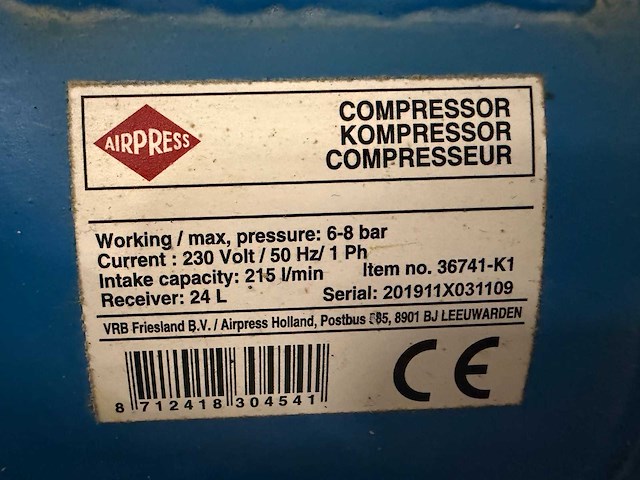 AIRPRESS
COMPRESSOR
KOMPRESSOR
COMPRESSEUR
Working / max, pressure: 6-8 bar
Current : 230 Volt / 50 Hz/ 1 Ph
Intake capacity: 215 l/min Item no. 36741-K1
Receiver: 24 L Serial: 201911X031109
VRB Friesland B.V. / Airpress Holland, Postbus 885, 8901 BJ LEEUWARDEN
8 712418 304541
CE